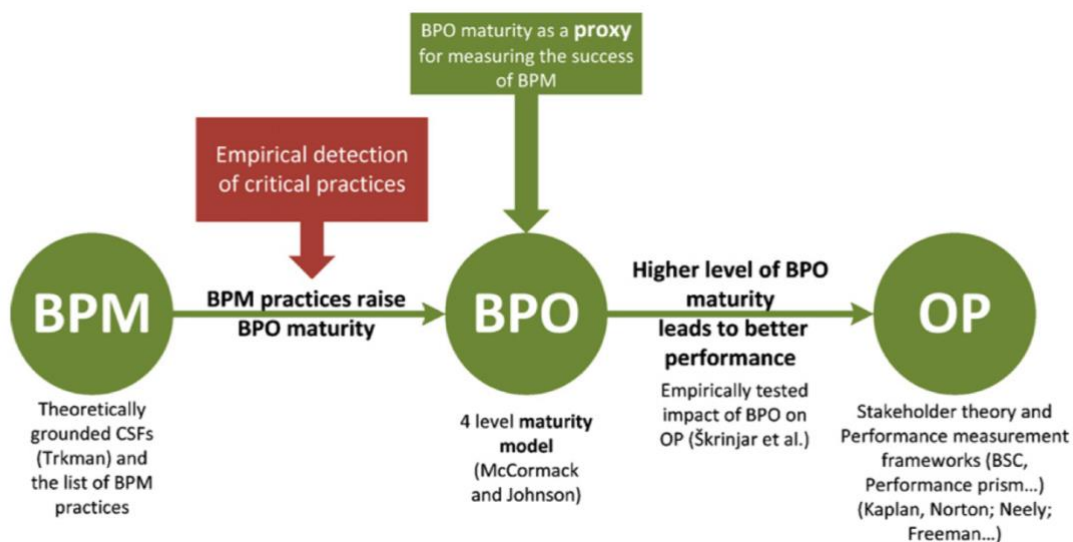 BPO maturity as a proxy
for measuring the success
of BPM
Empirical detection
of critical practices
BPM
BPM practices raise
BPO maturity
BPO
Higher level of BPO
maturity
leads to better
performance
OP
Theoretically
grounded CSFs
(Trkman) and
the list of BPM
practices
4 level maturity
model
(McCormack
and Johnson)
Empirically tested
impact of BPO on
OP (Škrinjar et al.)
Stakeholder theory and
Performance measurement
frameworks (BSC,
Performance prism...)
(Kaplan, Norton; Neely;
Freeman...)